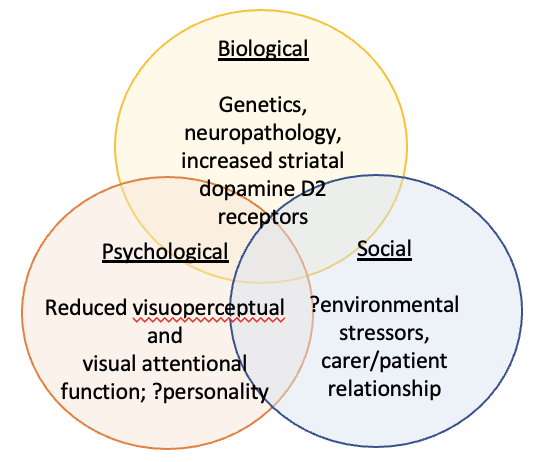 Biological
Genetics,
neuropathology,
increased striatal
dopamine D2
receptors
Psychological
Reduced visuoperceptual
and
visual attentional
function; ?personality
Social
?environmental
stressors,
carer/patient
relationship